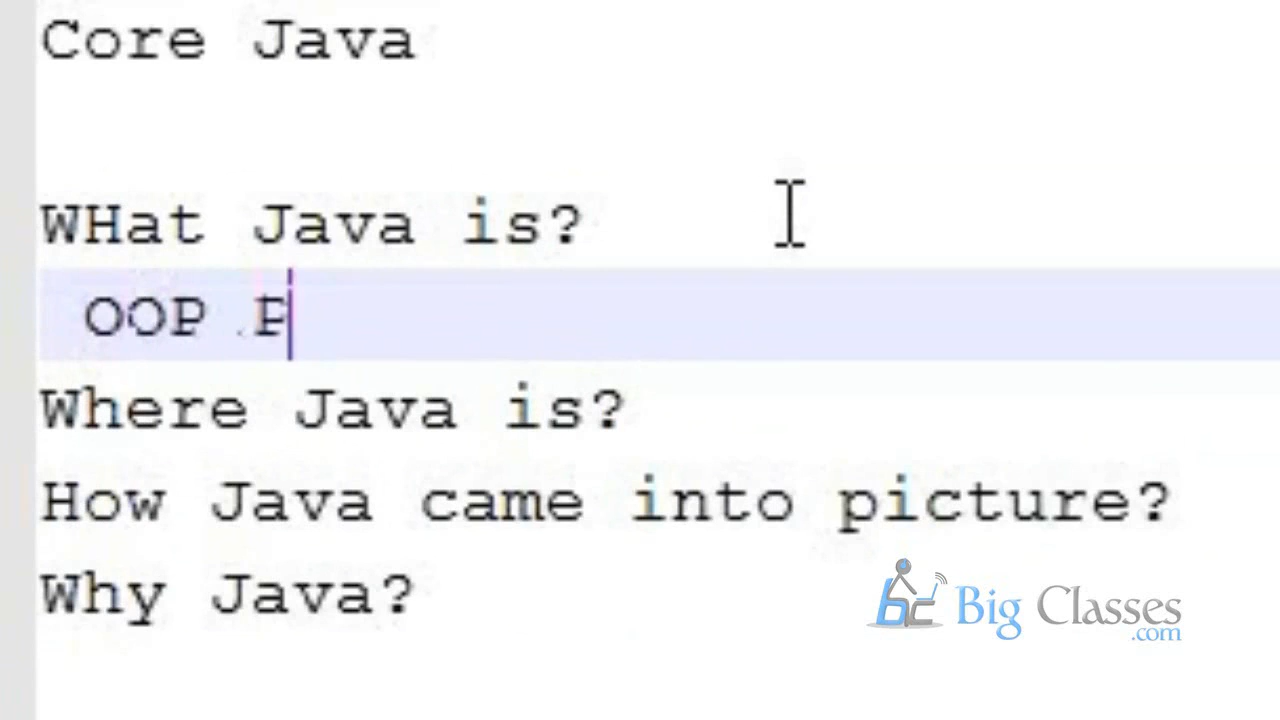 Core Java
WHat Java is?
OOP P
Where Java is?
How Java came into picture?
Why Java?
bc Big Classes
.com